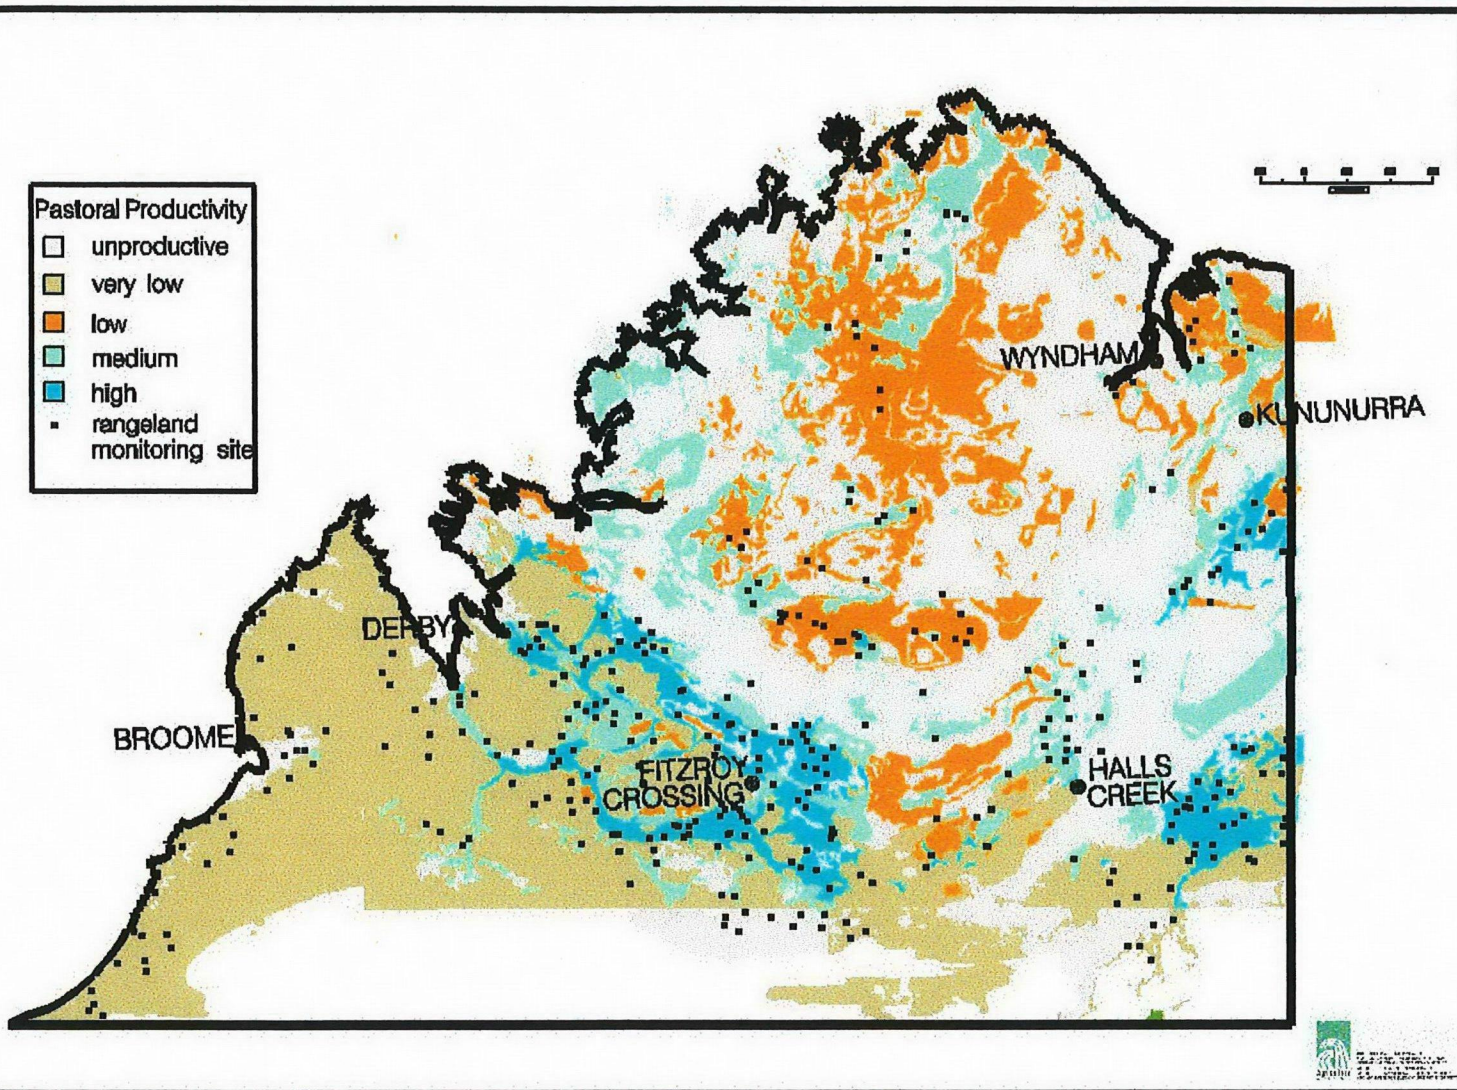 Pastoral Productivity
unproductive
very low
low
medium
high
rangeland
monitoring site
WYNDHAM
KUNUNURRA
DERBY
BROOME
FITZROY
CROSSING
HALLS
CREEK